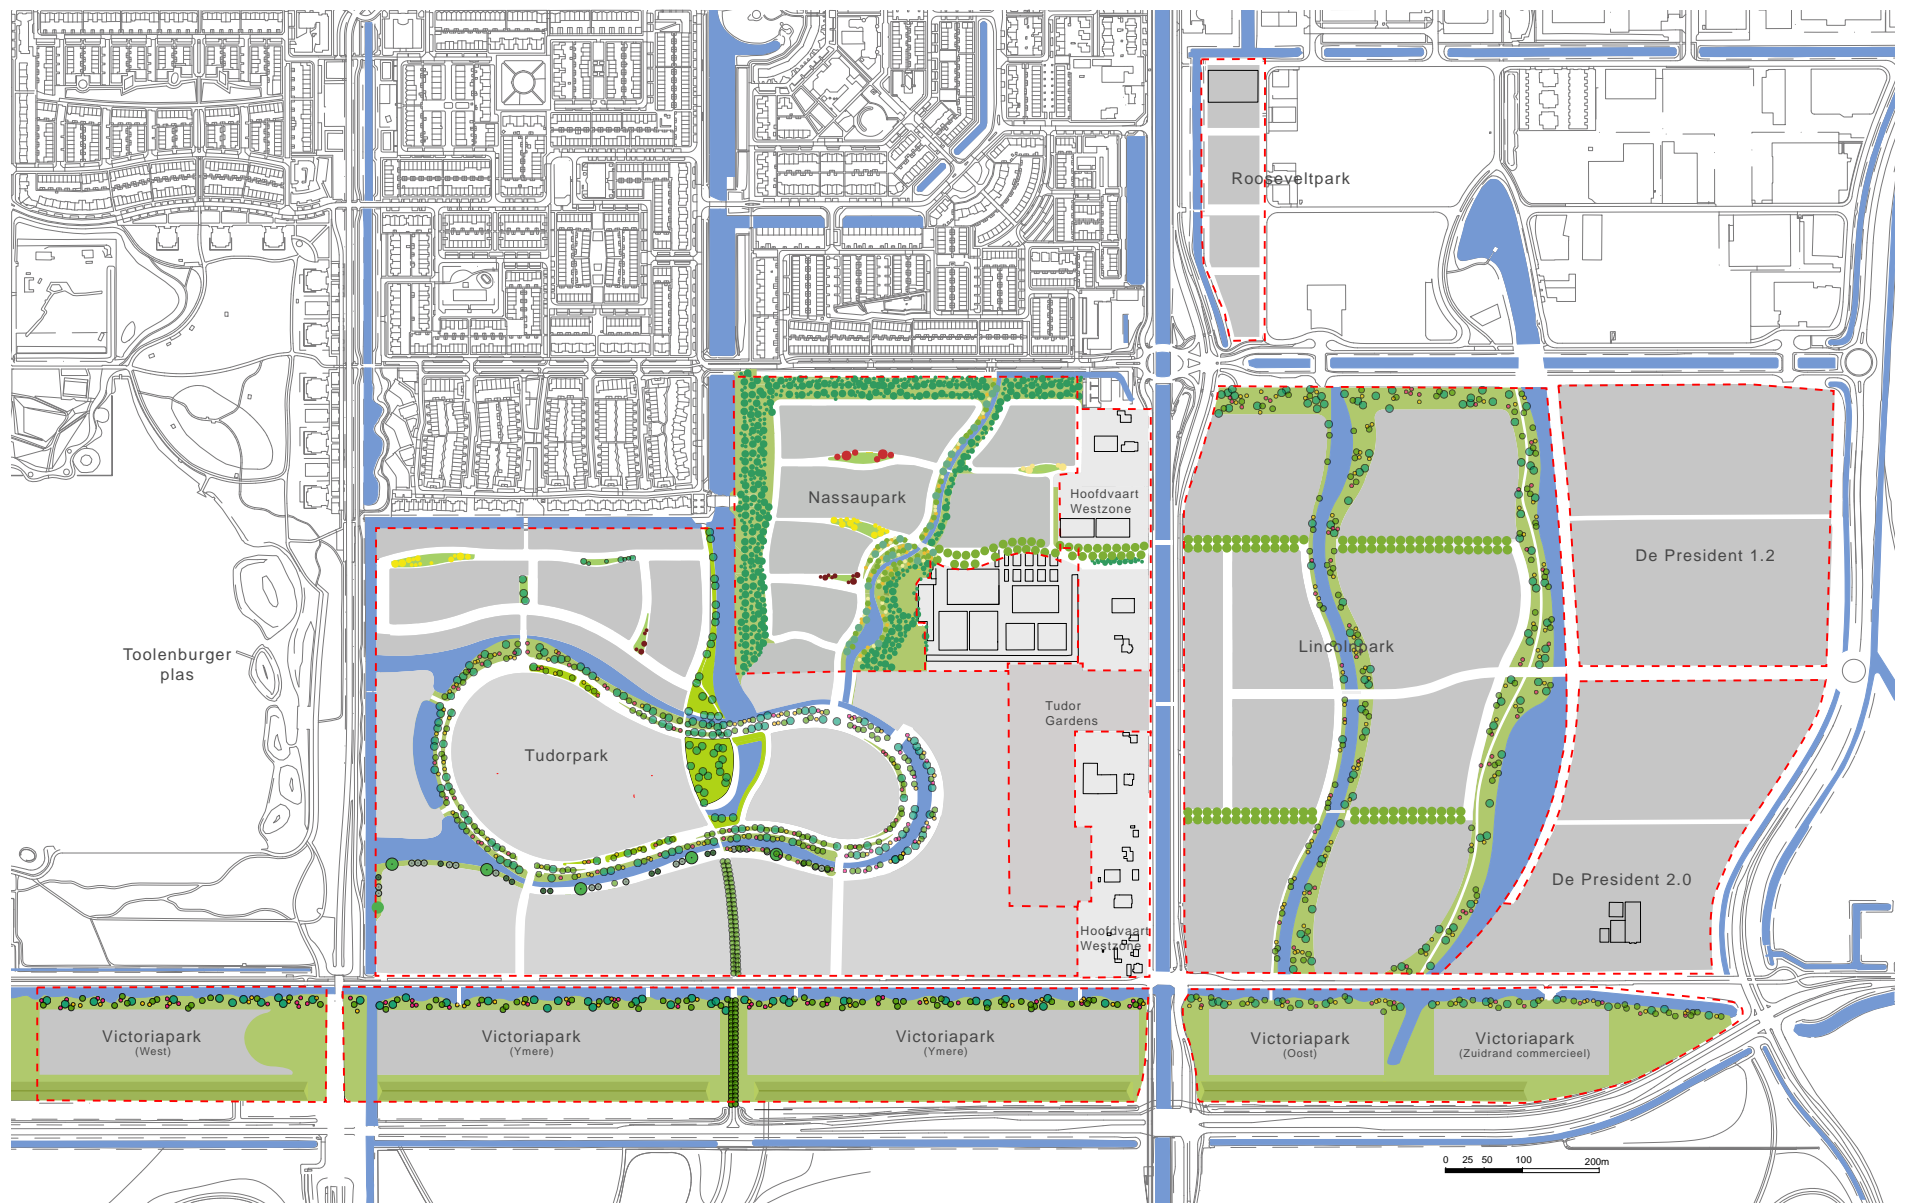 Rooseveltpark
Nassaupark
Hoofdvaart
Westzone
De President 1.2
Toolenburger
plas
Lincolnpark
Tudor
Gardens
Tudorpark
De President 2.0
Hoofdvaart
Westzone
Victoriapark
(West)
Victoriapark
(Ymere)
Victoriapark
(Ymere)
Victoriapark
(Oost)
Victoriapark
(Zuidrand commercieel)
0 25 50 100 200m